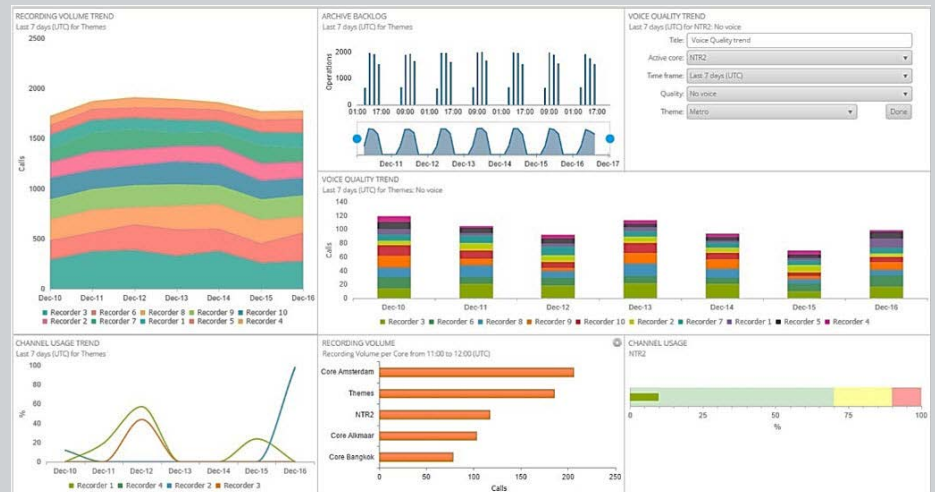 RECORDING VOLUME TREND
Last 7 days (UTC) for Themes
2500
2000
1500
1000
500
0
Calls
Dec-10 Dec-11 Dec-12 Dec-13 Dec-14 Dec-15 Dec-16
Recorder 3 Recorder 6 Recorder 8 Recorder 9 Recorder 10
Recorder 2 Recorder 7 Recorder 1 Recorder 5 Recorder 4
ARCHIVE BACKLOG
Last 7 days (UTC) for Themes
2000
1000
0
Operations
01:00 17:00 09:00 01:00 17:00 09:00 01:00 17:00 09:00 01:00 17:00
Dec-11 Dec-12 Dec-13 Dec-14 Dec-15 Dec-16 Dec-17
VOICE QUALITY TREND
Last 7 days (UTC) for NTR2: No voice
Title: Voice Quality trend
Active core: NTR2
Time frame: Last 7 days (UTC)
Quality: No voice
Theme: Metro Done
VOICE QUALITY TREND
Last 7 days (UTC) for Themes: No voice
140
120
100
80
60
40
20
0
Calls
Dec-10 Dec-11 Dec-12 Dec-13 Dec-14 Dec-15 Dec-16
Recorder 3 Recorder 6 Recorder 8 Recorder 9 Recorder 10 Recorder 2 Recorder 7 Recorder 1 Recorder 5 Recorder 4
CHANNEL USAGE TREND
Last 7 days (UTC) for Themes
100
80
60
40
20
0
%
Dec-10 Dec-11 Dec-12 Dec-13 Dec-14 Dec-15 Dec-16
Recorder 1 Recorder 4 Recorder 2 Recorder 3
RECORDING VOLUME
Recording Volume per Core from 11:00 to 12:00 (UTC)
Core Amsterdam
Themes
NTR2
Core Alkmaar
Core Bangkok
0 50 100 150 200 250
Calls
CHANNEL USAGE
NTR2
0 25 50 75 100
%